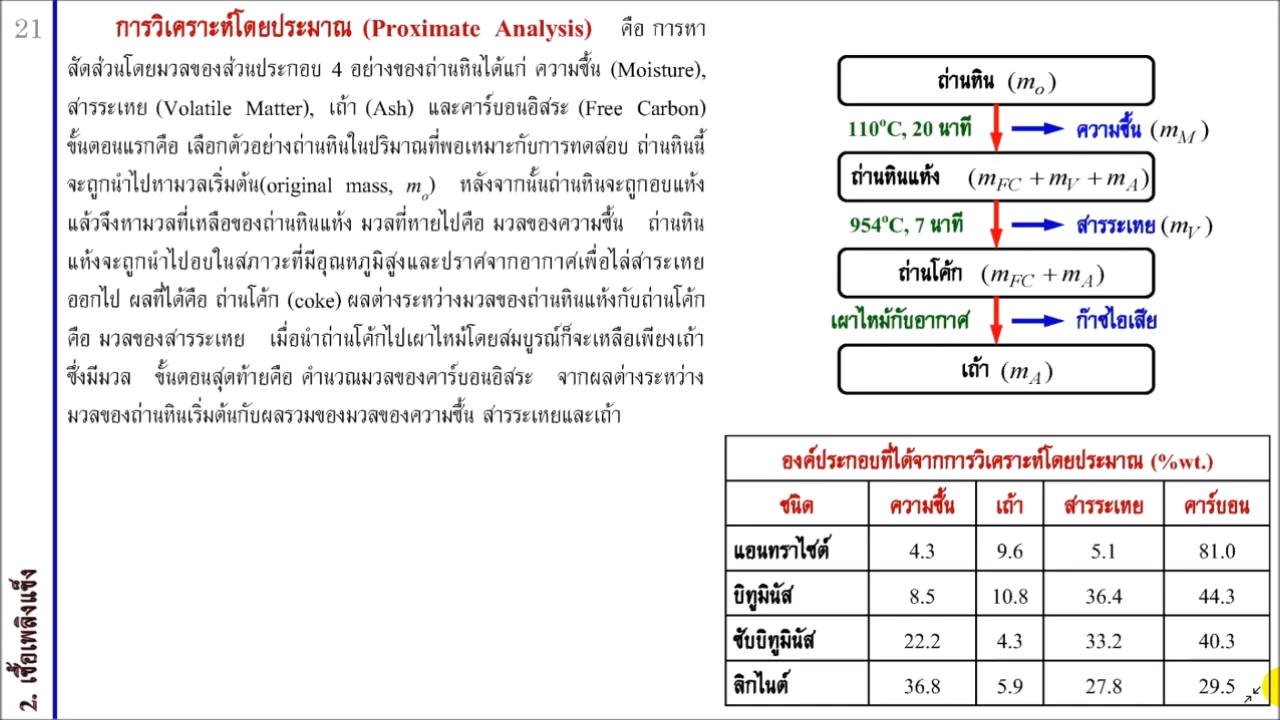 21
การวิเคราะห์โดยประมาณ (Proximate Analysis) คือ การหา
สัดส่วนโดยมวลของส่วนประกอบ 4 อย่างของถ่านหินได้แก่ ความชื้น (Moisture),
สารระเหย (Volatile Matter), เถ้า (Ash) และคาร์บอนอิสระ (Free Carbon)
ขั้นตอนแรกคือ เลือกตัวอย่างถ่านหินในปริมาณที่พอเหมาะกับการทดสอบ ถ่านหินนี้
จะถูกนำไปหามวลเริ่มต้น(original mass, mo) หลังจากนั้นถ่านหินจะถูกอบแห้ง
แล้วจึงหามวลที่เหลือของถ่านหินแห้ง มวลที่หายไปคือ มวลของความชื้น ถ่านหิน
แห้งจะถูกนำไปอบในสภาวะที่มีอุณหภูมิสูงและปราศจากอากาศเพื่อไล่สาระเหย
ออกไป ผลที่ได้คือ ถ่านโค้ก (coke) ผลต่างระหว่างมวลของถ่านหินแห้งกับถ่านโค้ก
คือ มวลของสารระเหย เมื่อนำถ่านโค้กไปเผาไหม้โดยสมบูรณ์ก็จะเหลือเพียงเถ้า
ซึ่งมีมวล ขั้นตอนสุดท้ายคือ คำนวณมวลของคาร์บอนอิสระ จากผลต่างระหว่าง
มวลของถ่านหินเริ่มต้นกับผลรวมของมวลของความชื้น สารระเหยและเถ้า
2. เชื้อเพลิงแข็ง
ถ่านหิน (mo)
110°C, 20 นาที ความชื้น (mM)
ถ่านหินแห้ง (mFC + mV + mA)
954°C, 7 นาที สารระเหย (mV)
ถ่านโค้ก (mFC + mA)
เผาไหม้กับอากาศ ก๊าซไอเสีย
เถ้า (mA)
องค์ประกอบที่ได้จากการวิเคราะห์โดยประมาณ (%wt.)
ชนิด ความชื้น เถ้า สารระเหย คาร์บอน
แอนทราไซต์ 4.3 9.6 5.1 81.0
บิทูมินัส 8.5 10.8 36.4 44.3
ซับบิทูมินัส 22.2 4.3 33.2 40.3
ลิกไนต์ 36.8 5.9 27.8 29.5